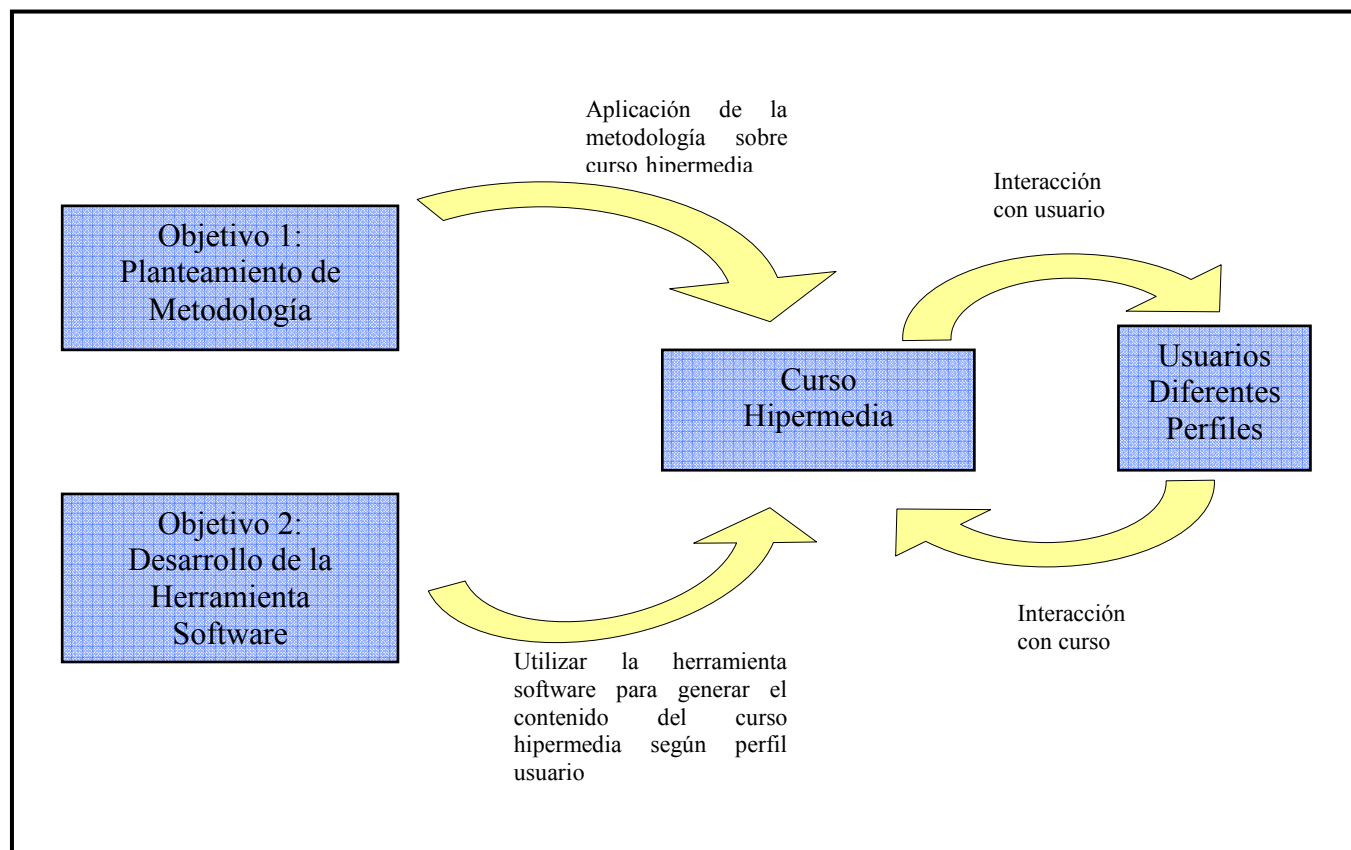 Aplicación de la
metodología sobre
curso hipermedia
Interacción
con usuario
Objetivo 1:
Planteamiento de
Metodología
Curso
Hipermedia
Usuarios
Diferentes
Perfiles
Objetivo 2:
Desarrollo de la
Herramienta
Software
Interacción
con curso
Utilizar la herramienta
software para generar el
contenido del curso
hipermedia según perfil
usuario